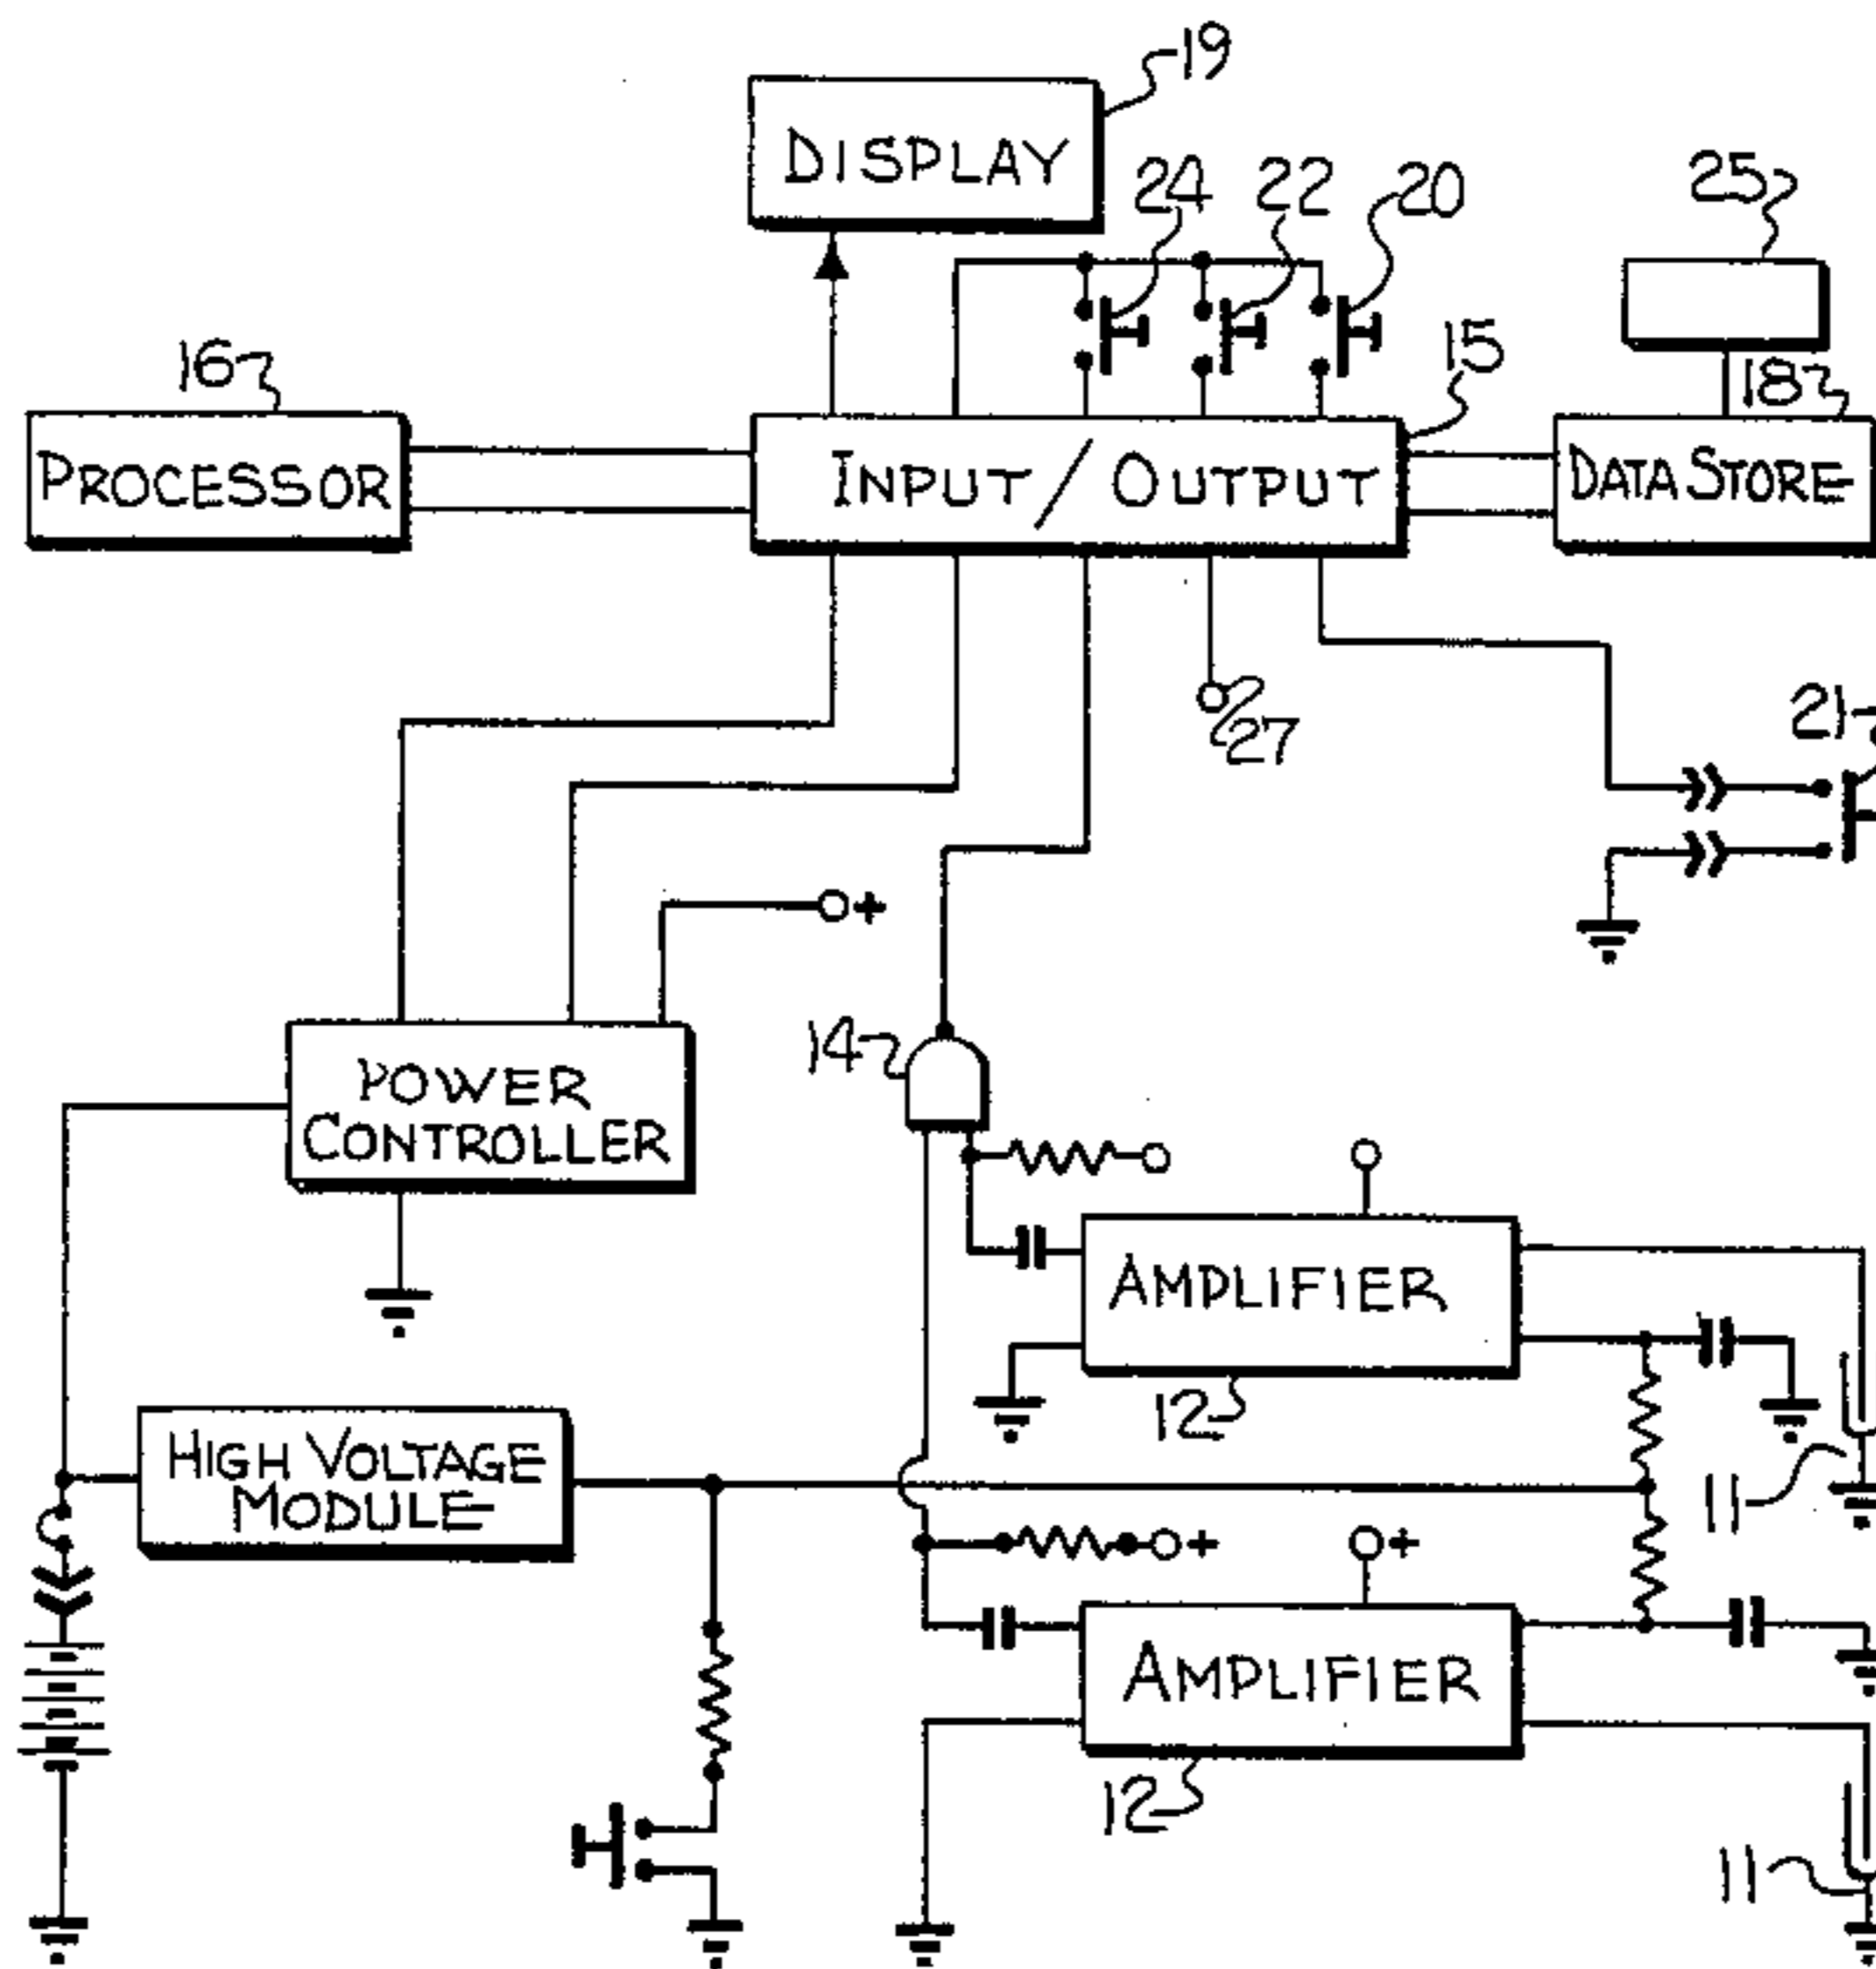 19
DISPLAY
24
22
20
25
16
15
18
PROCESSOR
INPUT/OUTPUT
DATA STORE
27
21
+
14
POWER
CONTROLLER
AMPLIFIER
12
HIGH VOLTAGE
MODULE
11
+
+
AMPLIFIER
12
11